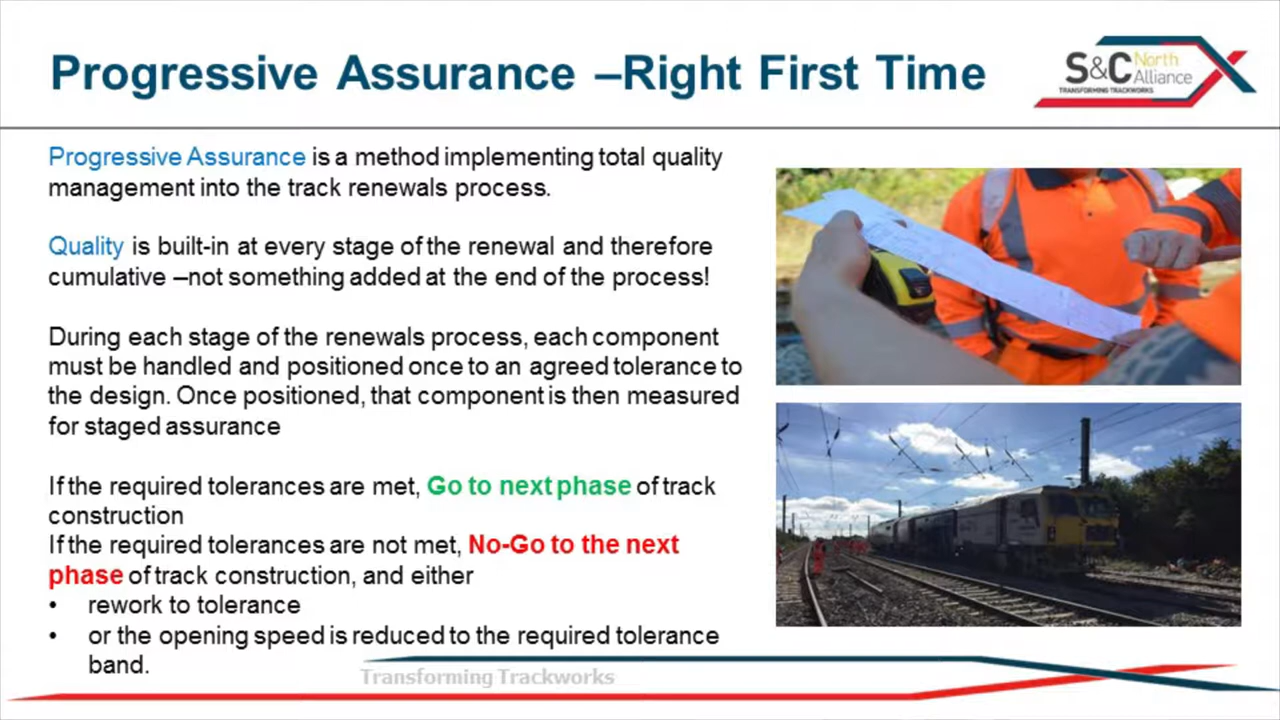 Progressive Assurance –Right First Time
S&C North
Alliance
TRANSFORMING TRACKWORKS
Progressive Assurance is a method implementing total quality
management into the track renewals process.
Quality is built-in at every stage of the renewal and therefore
cumulative –not something added at the end of the process!
During each stage of the renewals process, each component
must be handled and positioned once to an agreed tolerance to
the design. Once positioned, that component is then measured
for staged assurance
If the required tolerances are met, Go to next phase of track
construction
If the required tolerances are not met, No-Go to the next
phase of track construction, and either
• rework to tolerance
• or the opening speed is reduced to the required tolerance
band.
Transforming Trackworks